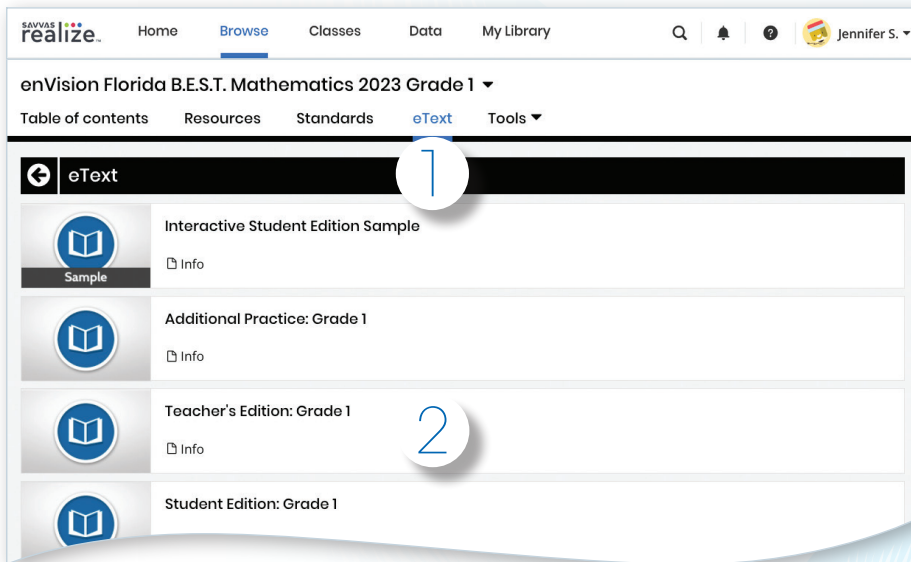 SAVVAS
realize™
Home Browse Classes Data My Library Jennifer S.
enVision Florida B.E.S.T. Mathematics 2023 Grade 1
Table of contents Resources Standards eText Tools
1
eText
Interactive Student Edition Sample
Info
Sample
Additional Practice: Grade 1
Info
Teacher's Edition: Grade 1
2
Info
Student Edition: Grade 1